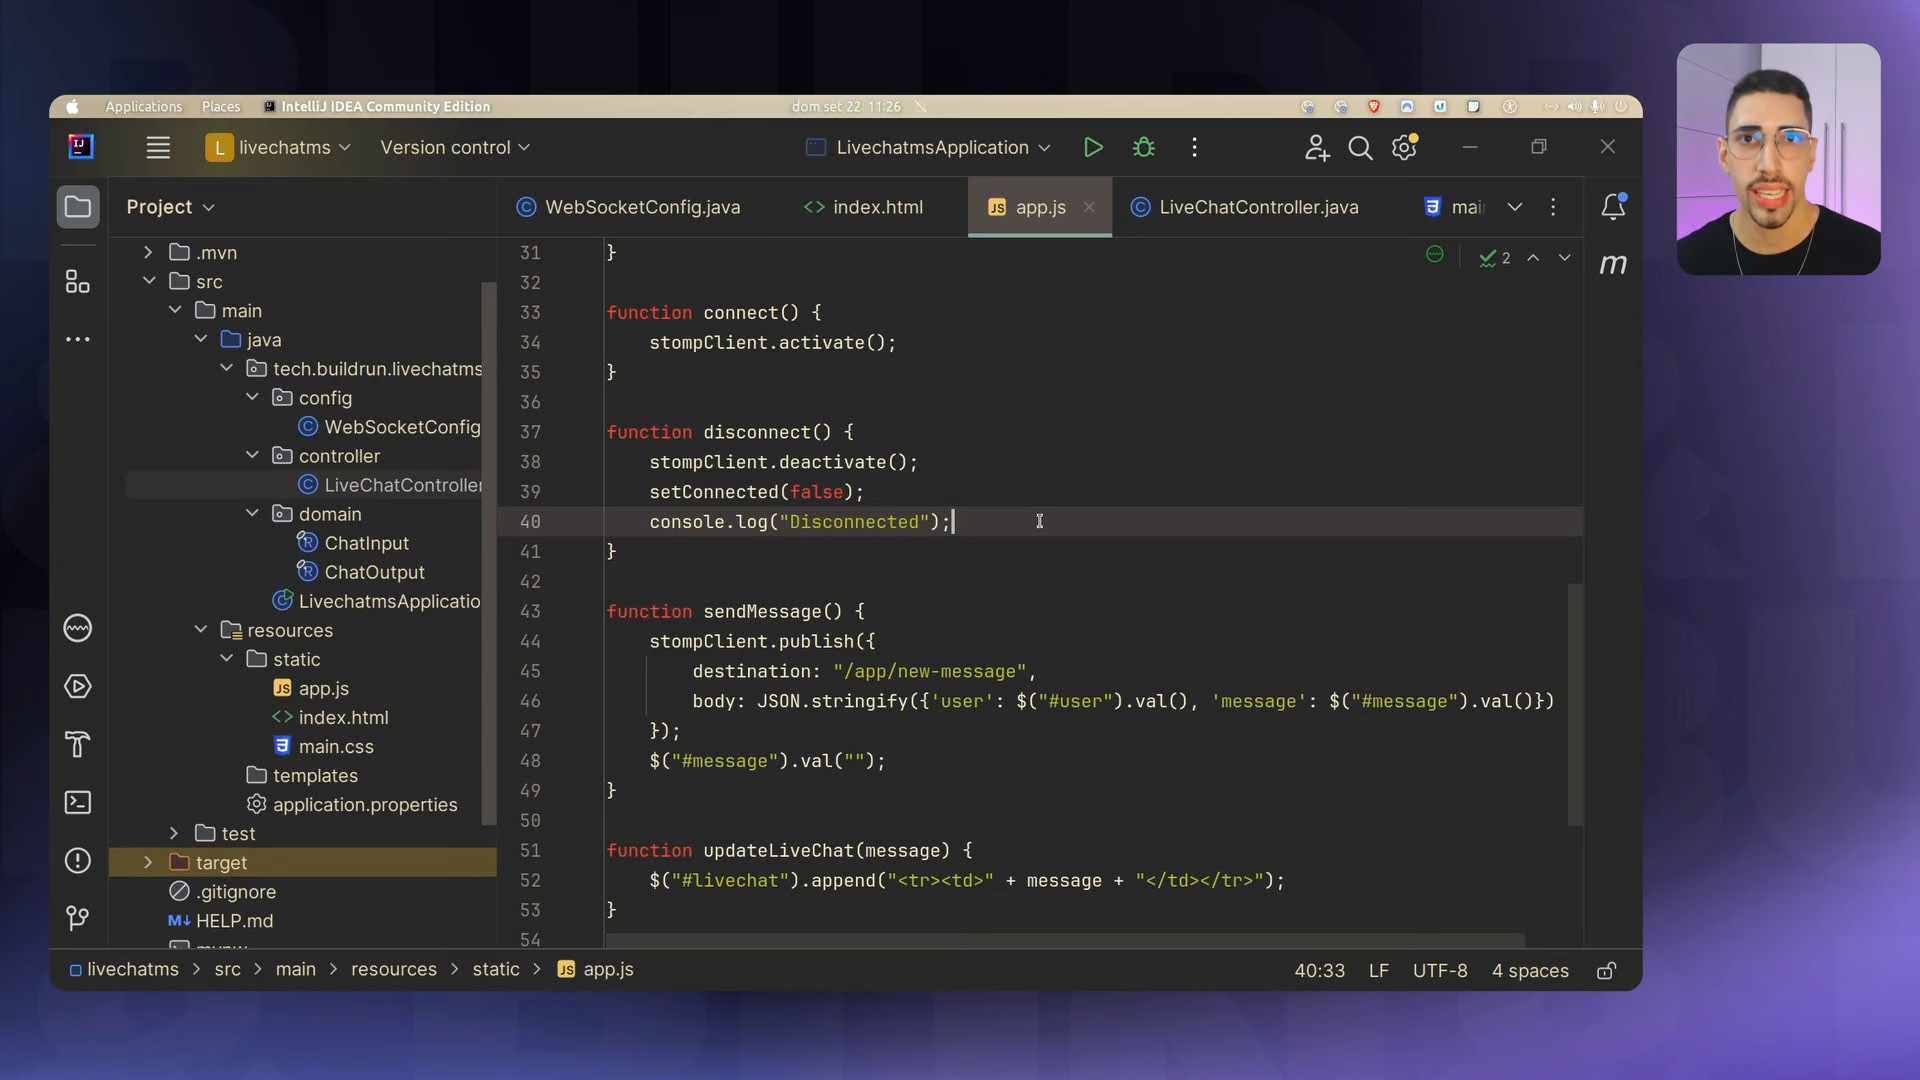 Applications Places IntelliJ IDEA Community Edition dom set 22 11:26
IJ L livechatms Version control LivechatmsApplication
Project WebSocketConfig.java index.html JS app.js LiveChatController.java mai
.mvn
src
main
java
tech.buildrun.livechatms
config
WebSocketConfig
controller
LiveChatController
domain
ChatInput
ChatOutput
LivechatmsApplicatio
resources
static
JS app.js
index.html
main.css
templates
application.properties
test
target
.gitignore
M↓ HELP.md
2
m
31 }
32
33 function connect() {
34 stompClient.activate();
35 }
36
37 function disconnect() {
38 stompClient.deactivate();
39 setConnected(false);
40 console.log("Disconnected");
41 }
42
43 function sendMessage() {
44 stompClient.publish({
45 destination: "/app/new-message",
46 body: JSON.stringify({'user': $("#user").val(), 'message': $("#message").val()})
47 });
48 $("#message").val("");
49 }
50
51 function updateLiveChat(message) {
52 $("#livechat").append("<tr><td>" + message + "</td></tr>");
53 }
54
livechatms > src > main > resources > static > JS app.js 40:33 LF UTF-8 4 spaces